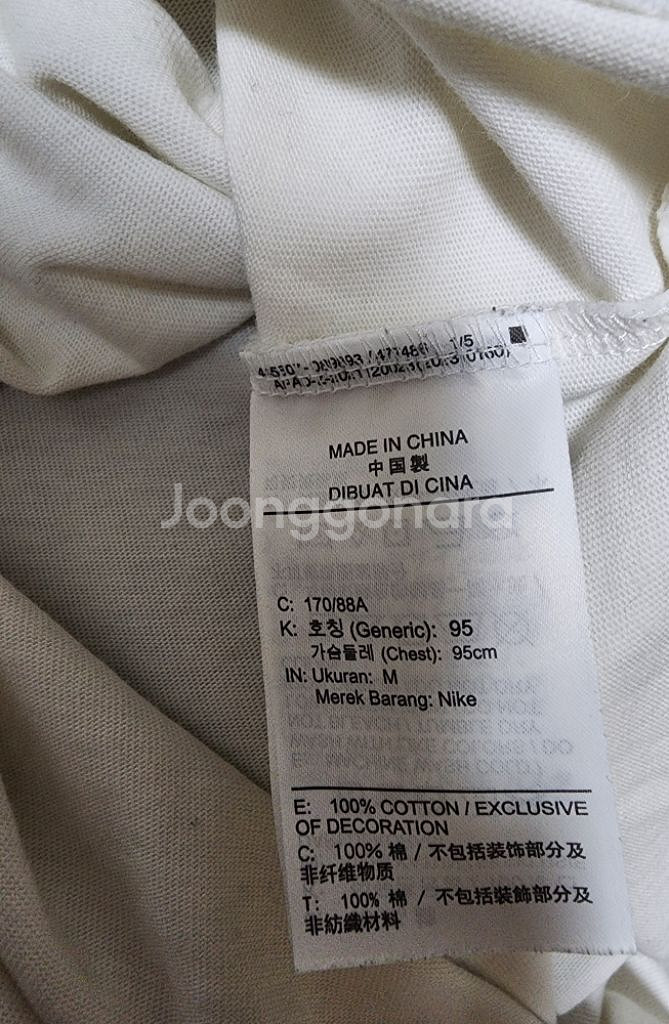 1/5
MADE IN CHINA
中国製
DIBUAT DI CINA
Joonggonara
C: 170/88A
K: 호칭 (Generic): 95
가슴둘레 (Chest): 95cm
IN: Ukuran: M
Merek Barang: Nike
E: 100% COTTON / EXCLUSIVE
OF DECORATION
C: 100% 棉 / 不包括装饰部分及
非纤维物质
T: 100% 棉 / 不包括裝飾部分及
非紡織材料